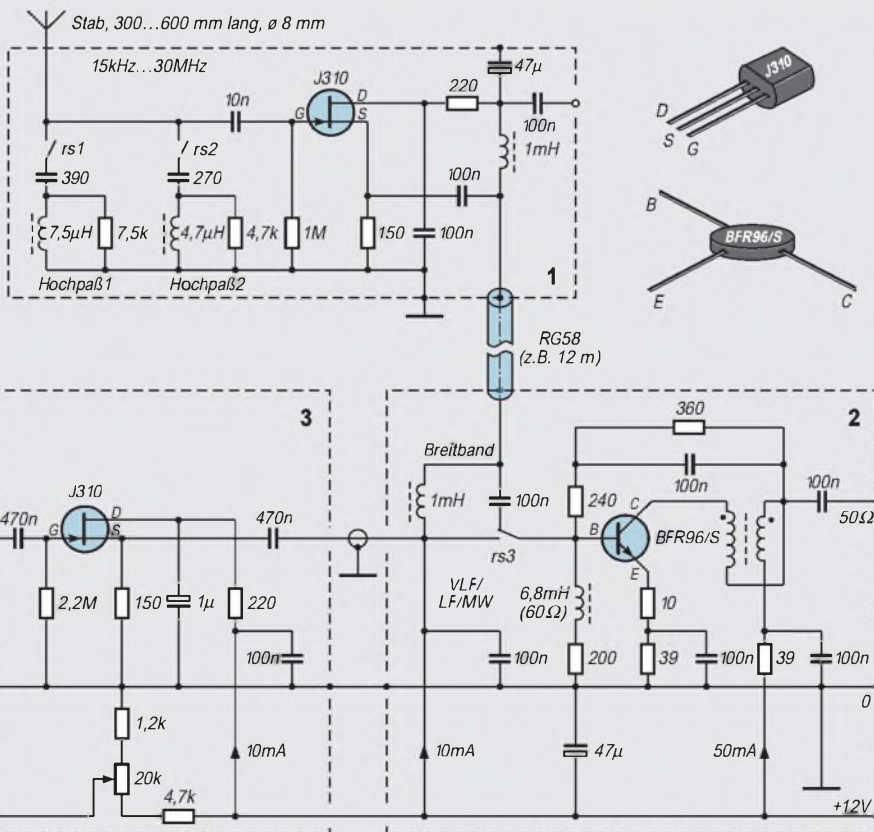 Stab, 300...600 mm lang, ø 8 mm
15kHz...30MHz
J310
47µ
220
10n
D
G
S
100n
rs1
rs2
1mH
390
270
100n
7,5µH
7,5k
4,7µH
4,7k
1M
150
100n
Hochpaß1
Hochpaß2
1
J310
D
S
G
B
BFR96/S
E
C
RG58
(z.B. 12 m)
3
J310
470n
G
D
S
470n
2,2M
150
1µ
220
100n
1,2k
20k
4,7k
10mA
2
360
Breitband
1mH
100n
240
100n
100n
C
B
E
BFR96/S
50Ω
rs3
VLF/
LF/MW
6,8mH
(60Ω)
10
100n
200
39
100n
39
100n
0
10mA
47µ
50mA
+12V